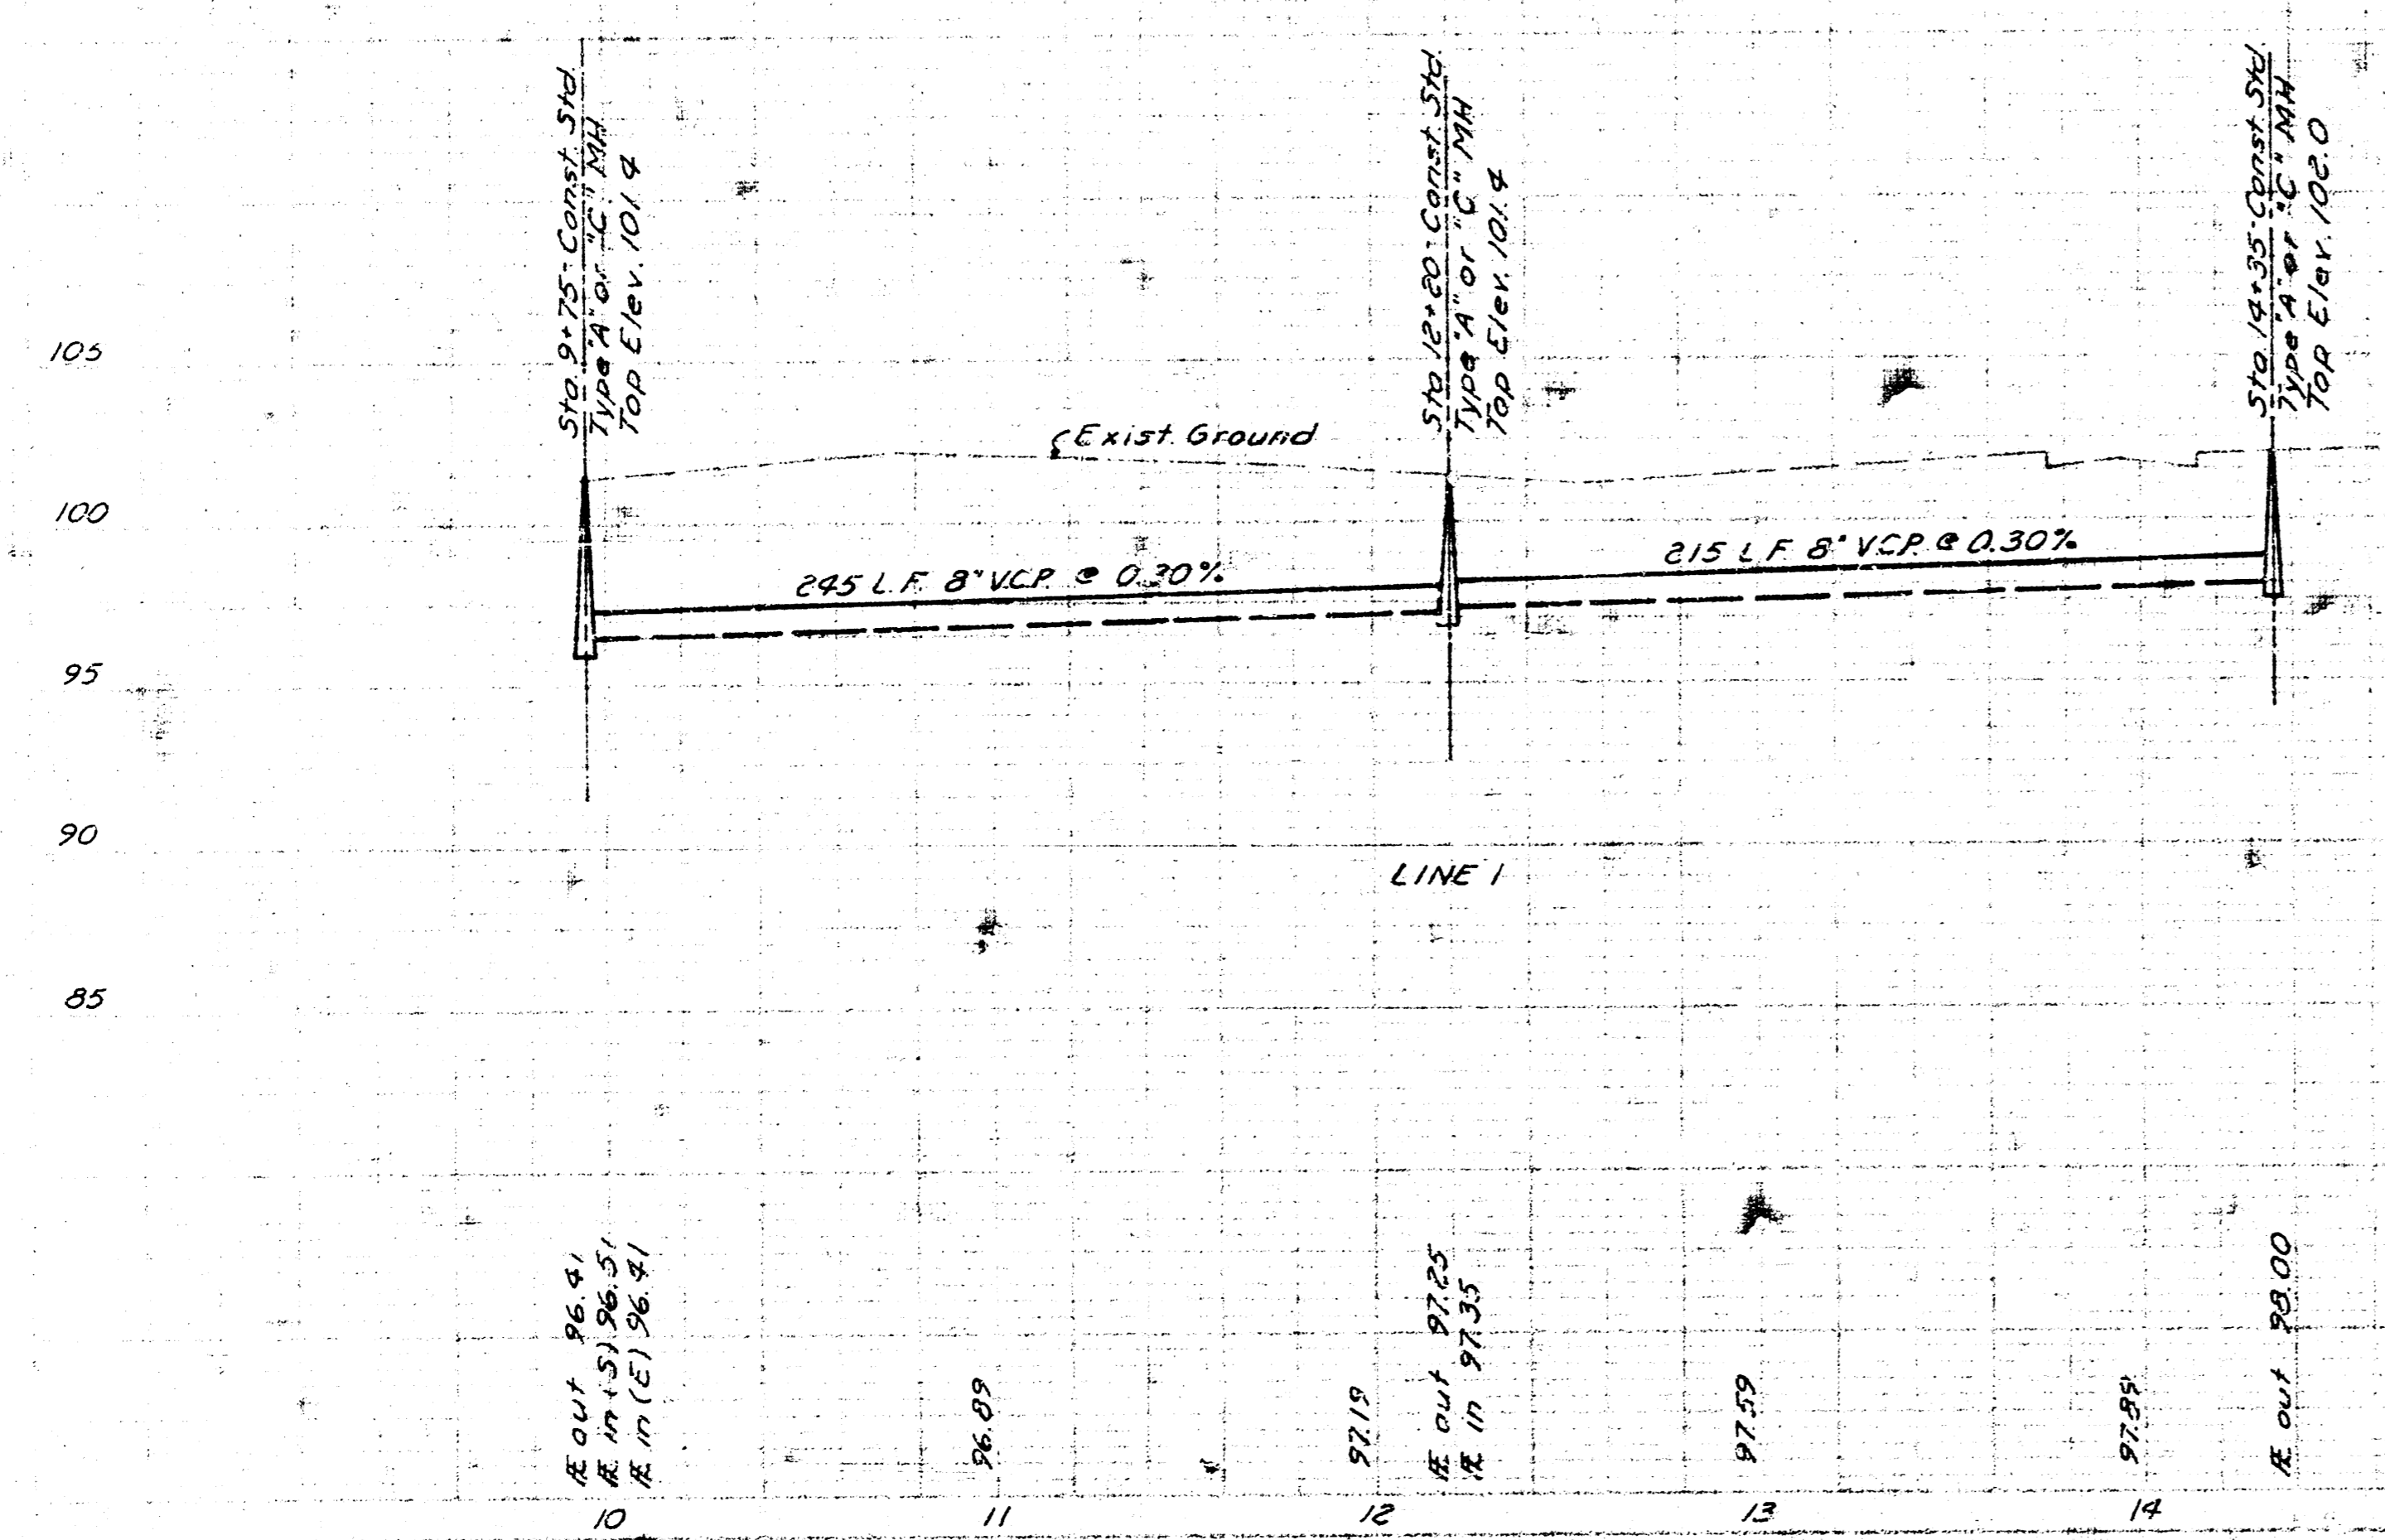 Sta. 9+75-Const. Std.
Type "A" or "C" MH
Top Elev. 101.4
Sta. 12+20-Const. Std.
Type "A" or "C" MH
Top Elev. 101.4
Sta. 14+35-Const. Std.
Type "A" or "C" MH
Top Elev. 102.0
105
Exist. Ground
100
245 L.F. 8" V.C.P. @ 0.30%
215 L.F. 8" V.C.P. @ 0.30%
95
90
LINE 1
85
out 96.41
in (S) 96.51
in (E) 96.41
96.89
97.19
out 97.25
in 97.35
97.59
97.89
out 98.00
10
11
12
13
14